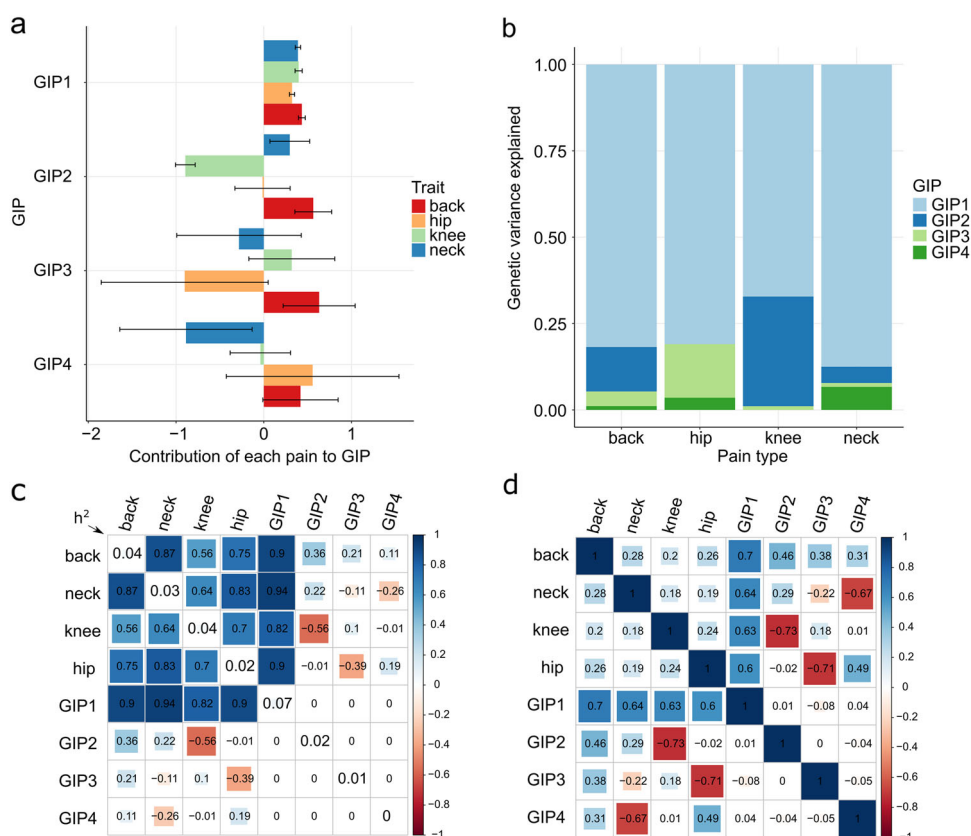 a
GIP
GIP1
GIP2
GIP3
GIP4
−2 −1 0 1
Contribution of each pain to GIP
Trait
back
hip
knee
neck
b
Genetic variance explained
1.00
0.75
0.50
0.25
0.00
back hip knee neck
Pain type
GIP
GIP1
GIP2
GIP3
GIP4
c
h²
back neck knee hip GIP1 GIP2 GIP3 GIP4
back 0.04 0.87 0.56 0.75 0.9 0.36 0.21 0.11
neck 0.87 0.03 0.64 0.83 0.94 0.22 −0.11 −0.26
knee 0.56 0.64 0.04 0.7 0.82 −0.56 0.1 −0.01
hip 0.75 0.83 0.7 0.02 0.9 −0.01 −0.39 0.19
GIP1 0.9 0.94 0.82 0.9 0.07 0 0 0
GIP2 0.36 0.22 −0.56 −0.01 0 0.02 0 0
GIP3 0.21 −0.11 0.1 −0.39 0 0 0.01 0
GIP4 0.11 −0.26 −0.01 0.19 0 0 0 0
1
0.8
0.6
0.4
0.2
0
−0.2
−0.4
−0.6
−0.8
−1
d
back neck knee hip GIP1 GIP2 GIP3 GIP4
back 1 0.28 0.2 0.26 0.7 0.46 0.38 0.31
neck 0.28 1 0.18 0.19 0.64 0.29 −0.22 −0.67
knee 0.2 0.18 1 0.24 0.63 −0.73 0.18 0.01
hip 0.26 0.19 0.24 1 0.6 −0.02 −0.71 0.49
GIP1 0.7 0.64 0.63 0.6 1 0.01 −0.08 0.04
GIP2 0.46 0.29 −0.73 −0.02 0.01 1 0 −0.04
GIP3 0.38 −0.22 0.18 −0.71 −0.08 0 1 −0.05
GIP4 0.31 −0.67 0.01 0.49 0.04 −0.04 −0.05 1
1
0.8
0.6
0.4
0.2
0
−0.2
−0.4
−0.6
−0.8
−1